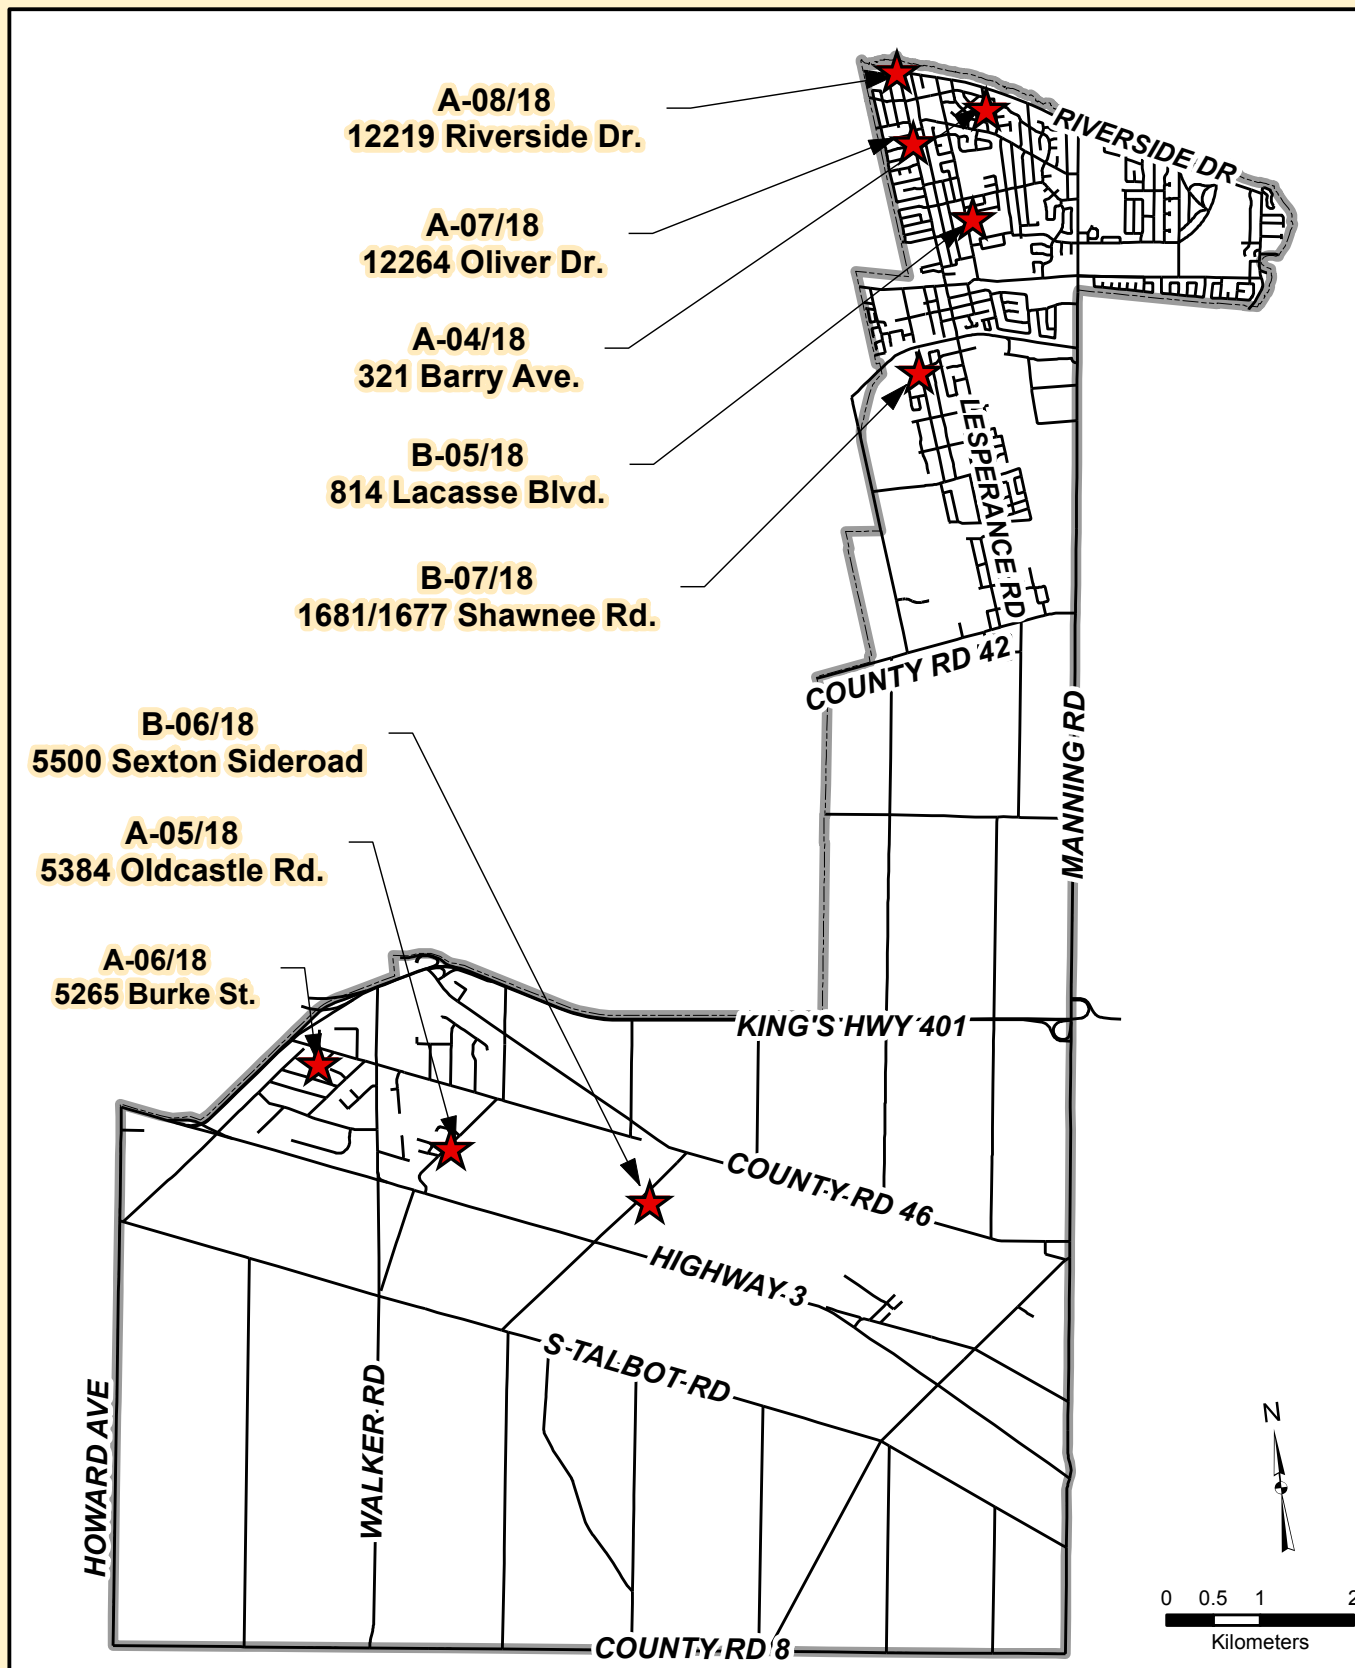 A-08/18
12219 Riverside Dr.
RIVERSIDE DR
A-07/18
12264 Oliver Dr.
A-04/18
321 Barry Ave.
B-05/18
814 Lacasse Blvd.
LESPERANCE RD
B-07/18
1681/1677 Shawnee Rd.
COUNTY RD 42
MANNING RD
B-06/18
5500 Sexton Sideroad
A-05/18
5384 Oldcastle Rd.
A-06/18
5265 Burke St.
KING'S HWY 401
COUNTY RD 46
HIGHWAY 3
S TALBOT RD
HOWARD AVE
WALKER RD
N
0 0.5 1 2
Kilometers
COUNTY RD 8